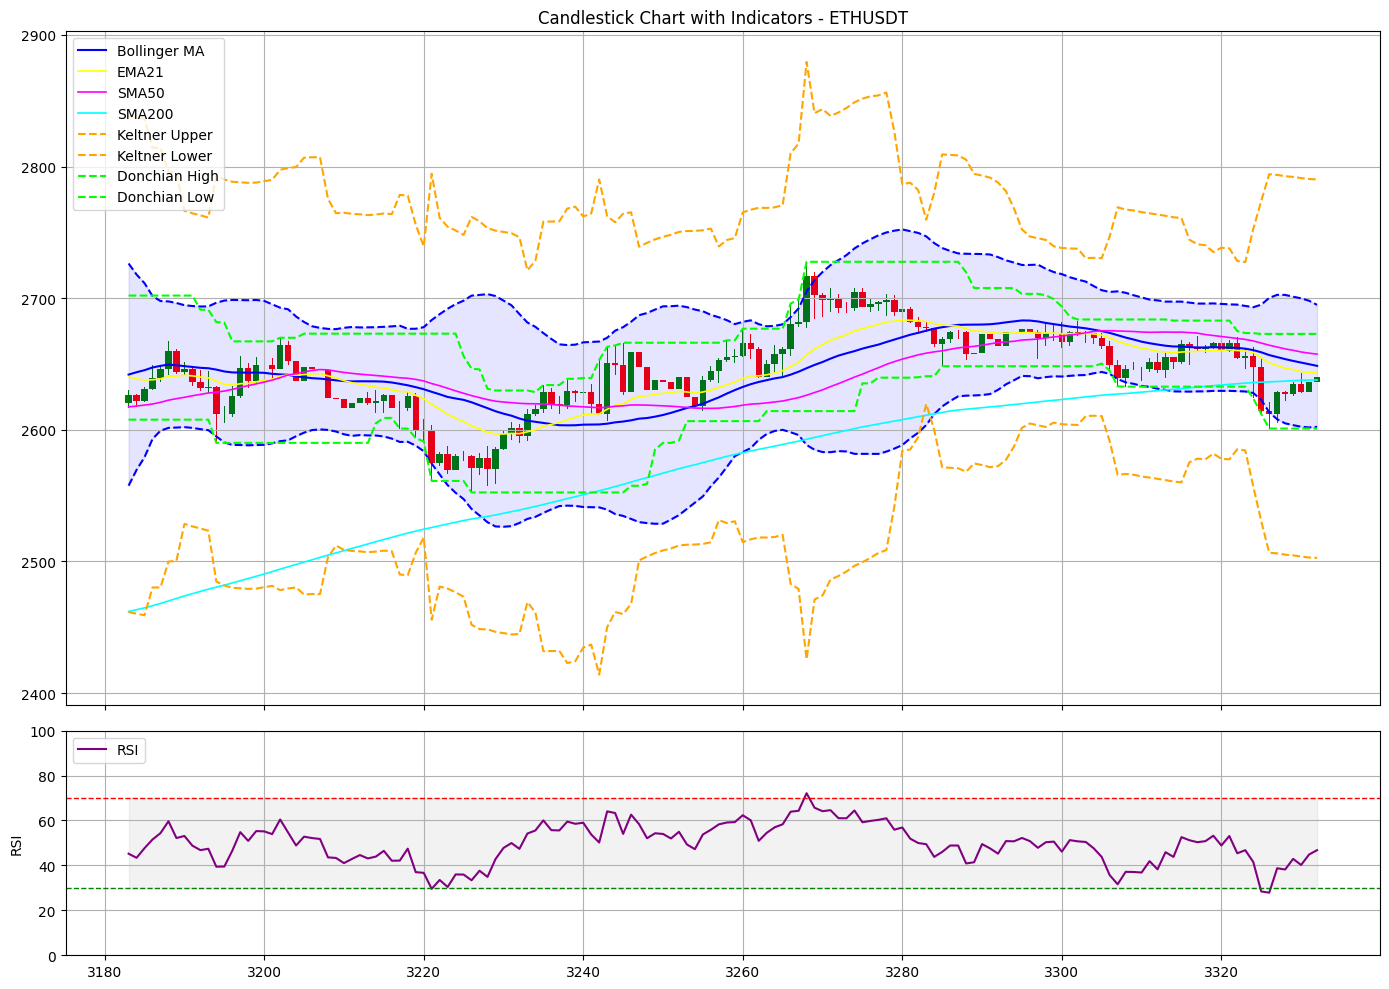 Candlestick Chart with Indicators - ETHUSDT
2900
2800
2700
2600
2500
2400
Bollinger MA
EMA21
SMA50
SMA200
Keltner Upper
Keltner Lower
Donchian High
Donchian Low
100
80
60
40
20
0
RSI
RSI
3180 3200 3220 3240 3260 3280 3300 3320